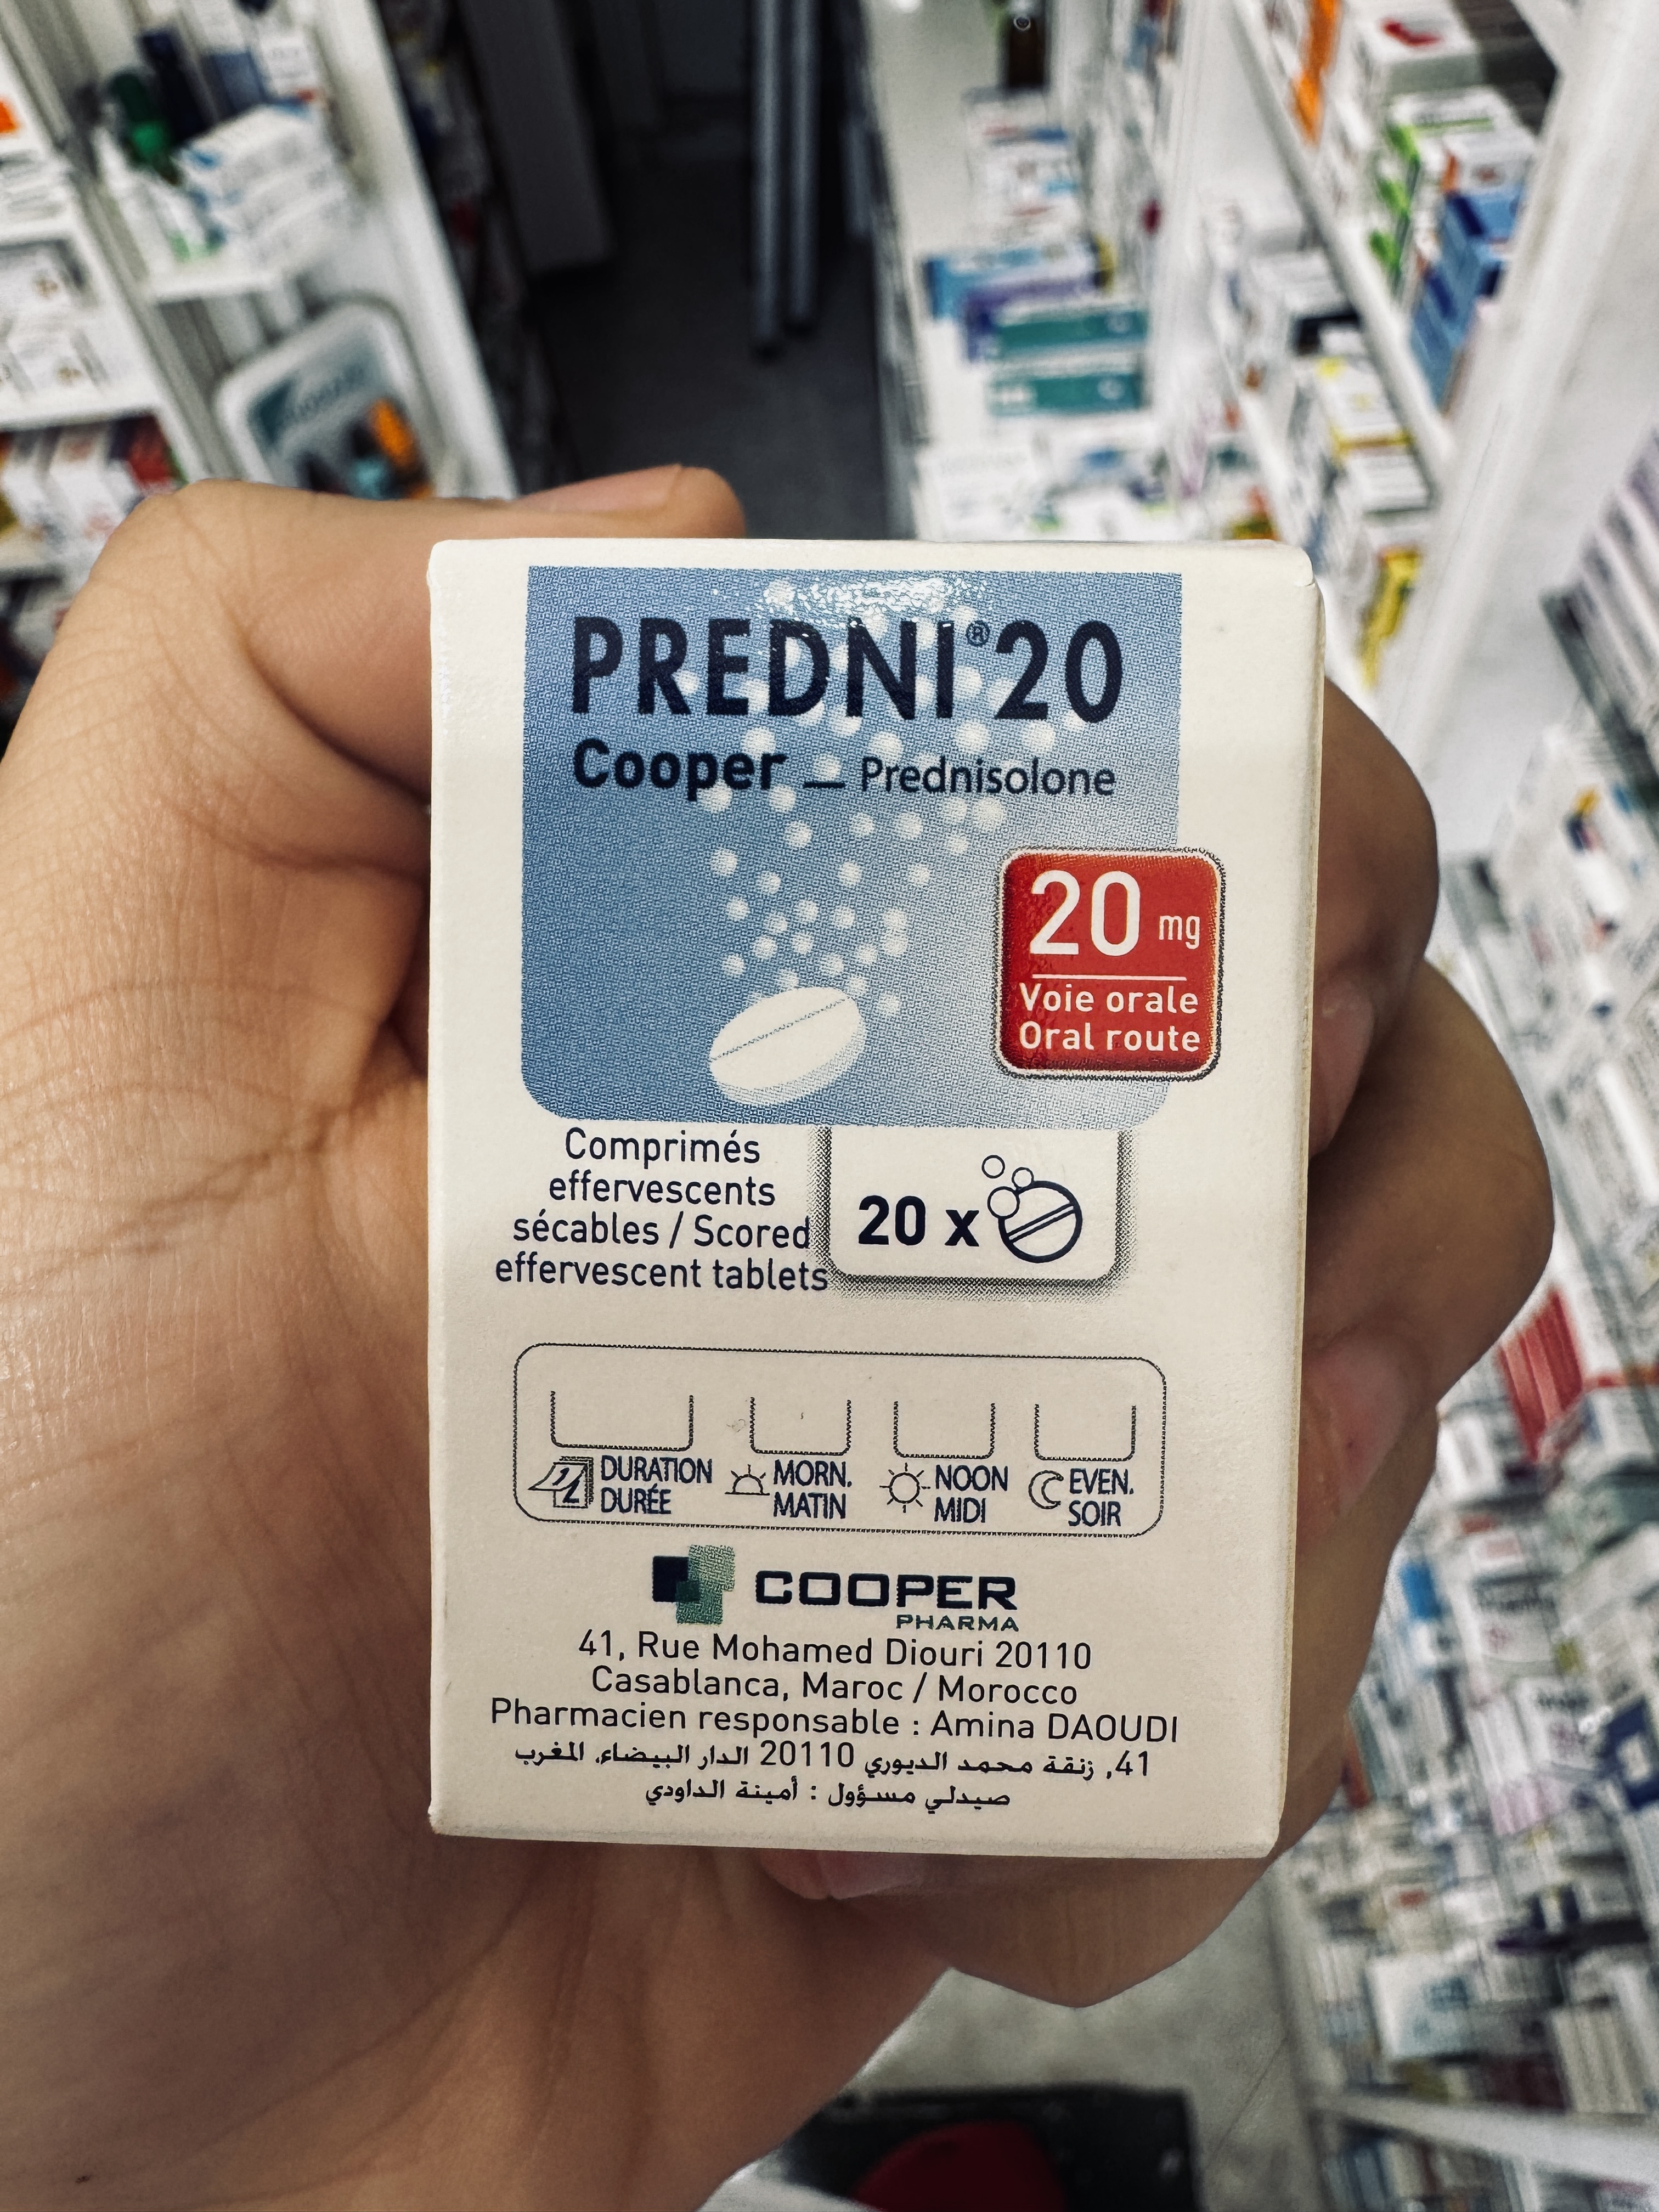 PREDNI®20
Cooper — Prednisolone
20 mg
Voie orale
Oral route
Comprimés
effervescents
sécables / Scored
effervescent tablets
20 x
DURATION
DURÉE
MORN.
MATIN
NOON
MIDI
EVEN.
SOIR
COOPER
PHARMA
41, Rue Mohamed Diouri 20110
Casablanca, Maroc / Morocco
Pharmacien responsable : Amina DAOUDI
41, زنقة محمد الديوري 20110 الدار البيضاء، المغرب
صيدلي مسؤول : أمينة الداودي